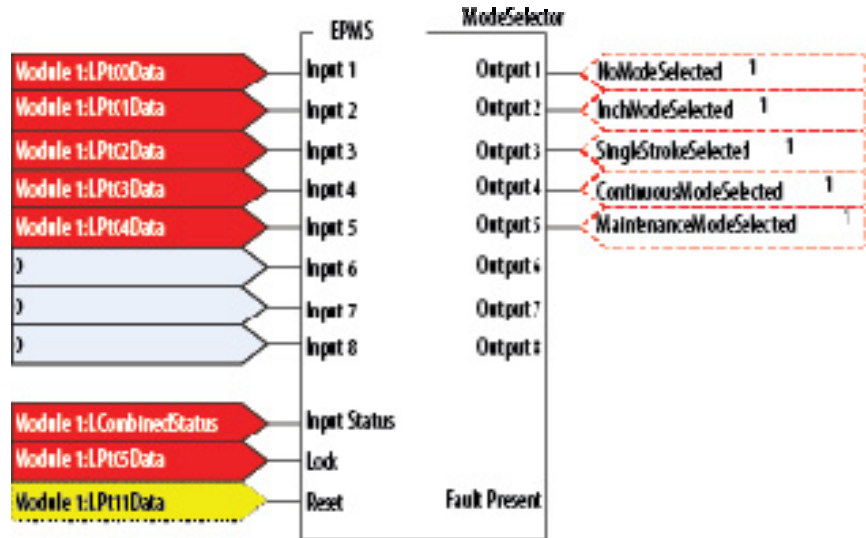 EPMS ModeSelector
Module 1:I.Pt00Data Input 1 Output 1 NoModeSelected 1
Module 1:I.Pt01Data Input 2 Output 2 InchModeSelected 1
Module 1:I.Pt02Data Input 3 Output 3 SingleStrokeSelected 1
Module 1:I.Pt03Data Input 4 Output 4 ContinuousModeSelected 1
Module 1:I.Pt04Data Input 5 Output 5 MaintenanceModeSelected 1
0 Input 6 Output 6
0 Input 7 Output 7
0 Input 8 Output 8
Module 1:I.CombinedStatus Input Status
Module 1:I.Pt05Data Lock
Module 1:I.Pt11Data Reset Fault Present